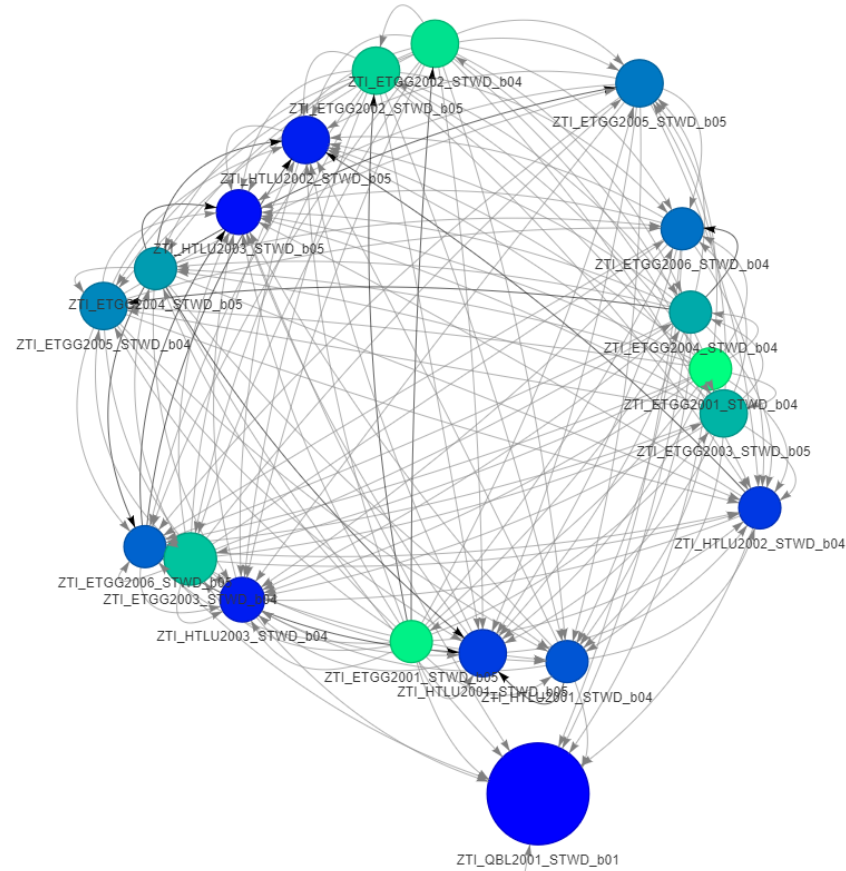 ZTI_ETGG2002_STWD_b04
ZTI_ETGG2002_STWD_b05
ZTI_ETGG2005_STWD_b05
ZTI_HTLU2002_STWD_b05
ZTI_HTLU2003_STWD_b05
ZTI_ETGG2006_STWD_b04
ZTI_ETGG2004_STWD_b05
ZTI_ETGG2005_STWD_b04
ZTI_ETGG2004_STWD_b04
ZTI_ETGG2001_STWD_b04
ZTI_ETGG2003_STWD_b05
ZTI_HTLU2002_STWD_b04
ZTI_ETGG2006_STWD_b05
ZTI_ETGG2003_STWD_b04
ZTI_HTLU2003_STWD_b04
ZTI_ETGG2001_STWD_b05
ZTI_HTLU2001_STWD_b05
ZTI_HTLU2001_STWD_b04
ZTI_QBL2001_STWD_b01